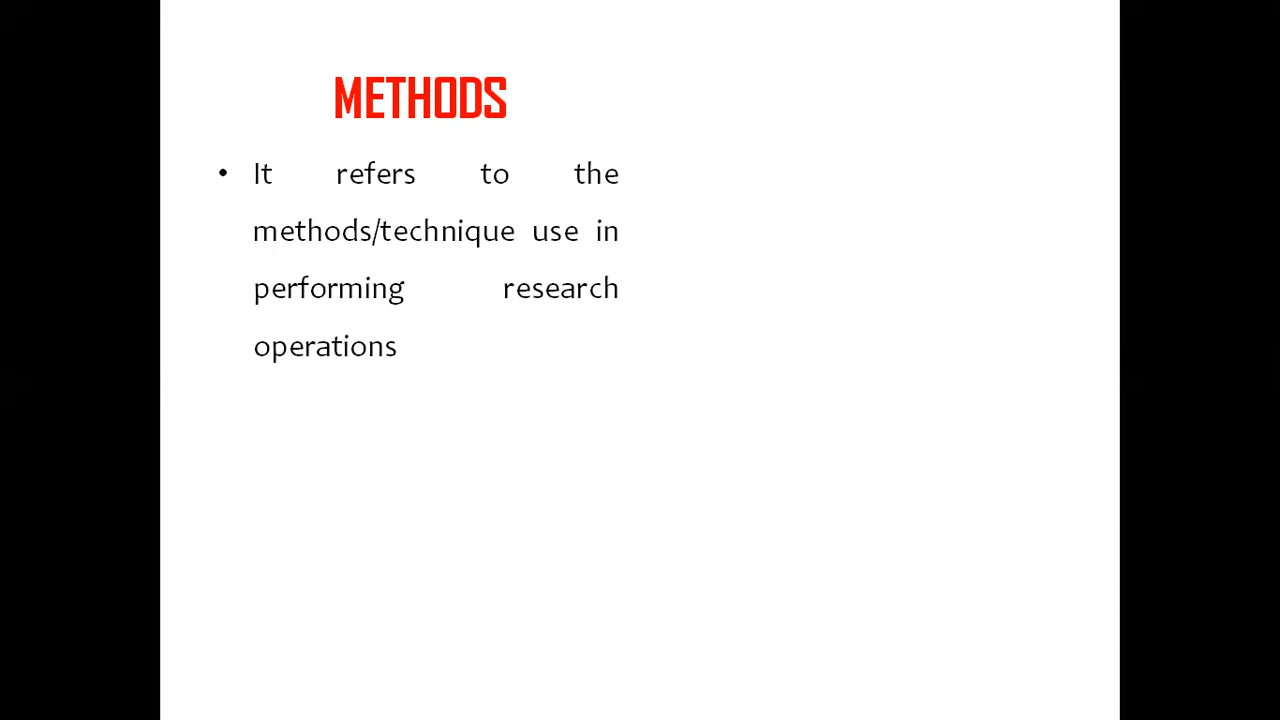 METHODS
• It refers to the
methods/technique use in
performing research
operations